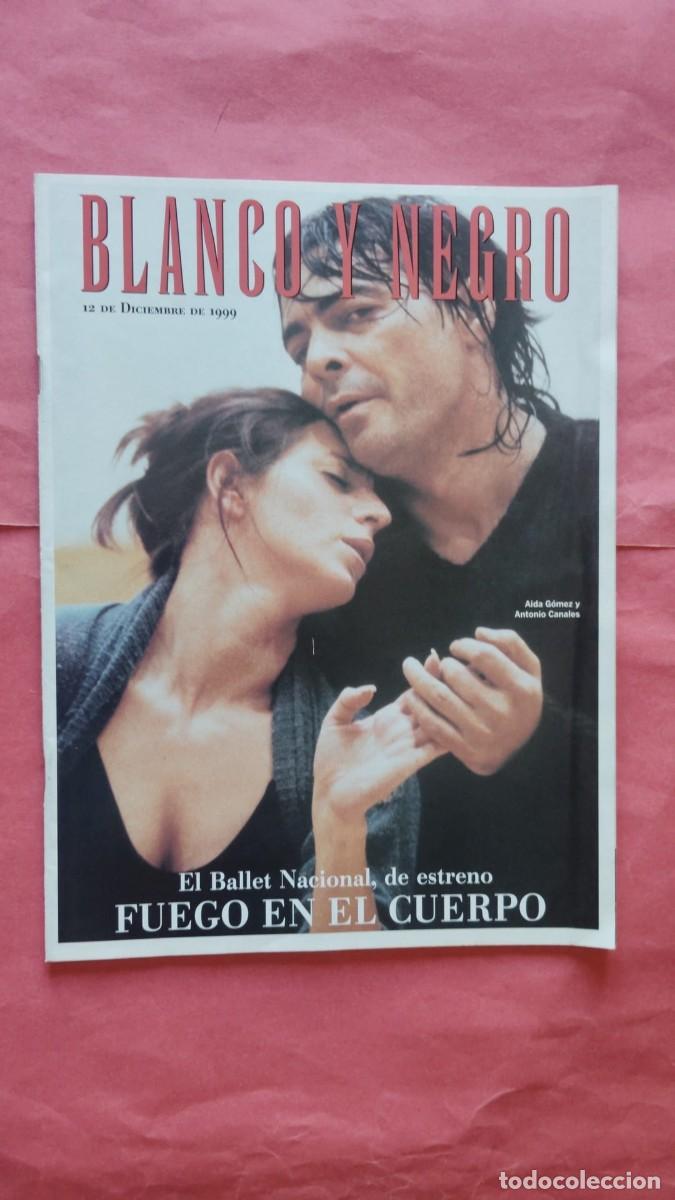 BLANCO Y NEGRO
12 DE DICIEMBRE DE 1999
Aida Gómez y
Antonio Canales
El Ballet Nacional, de estreno
FUEGO EN EL CUERPO
todocoleccion